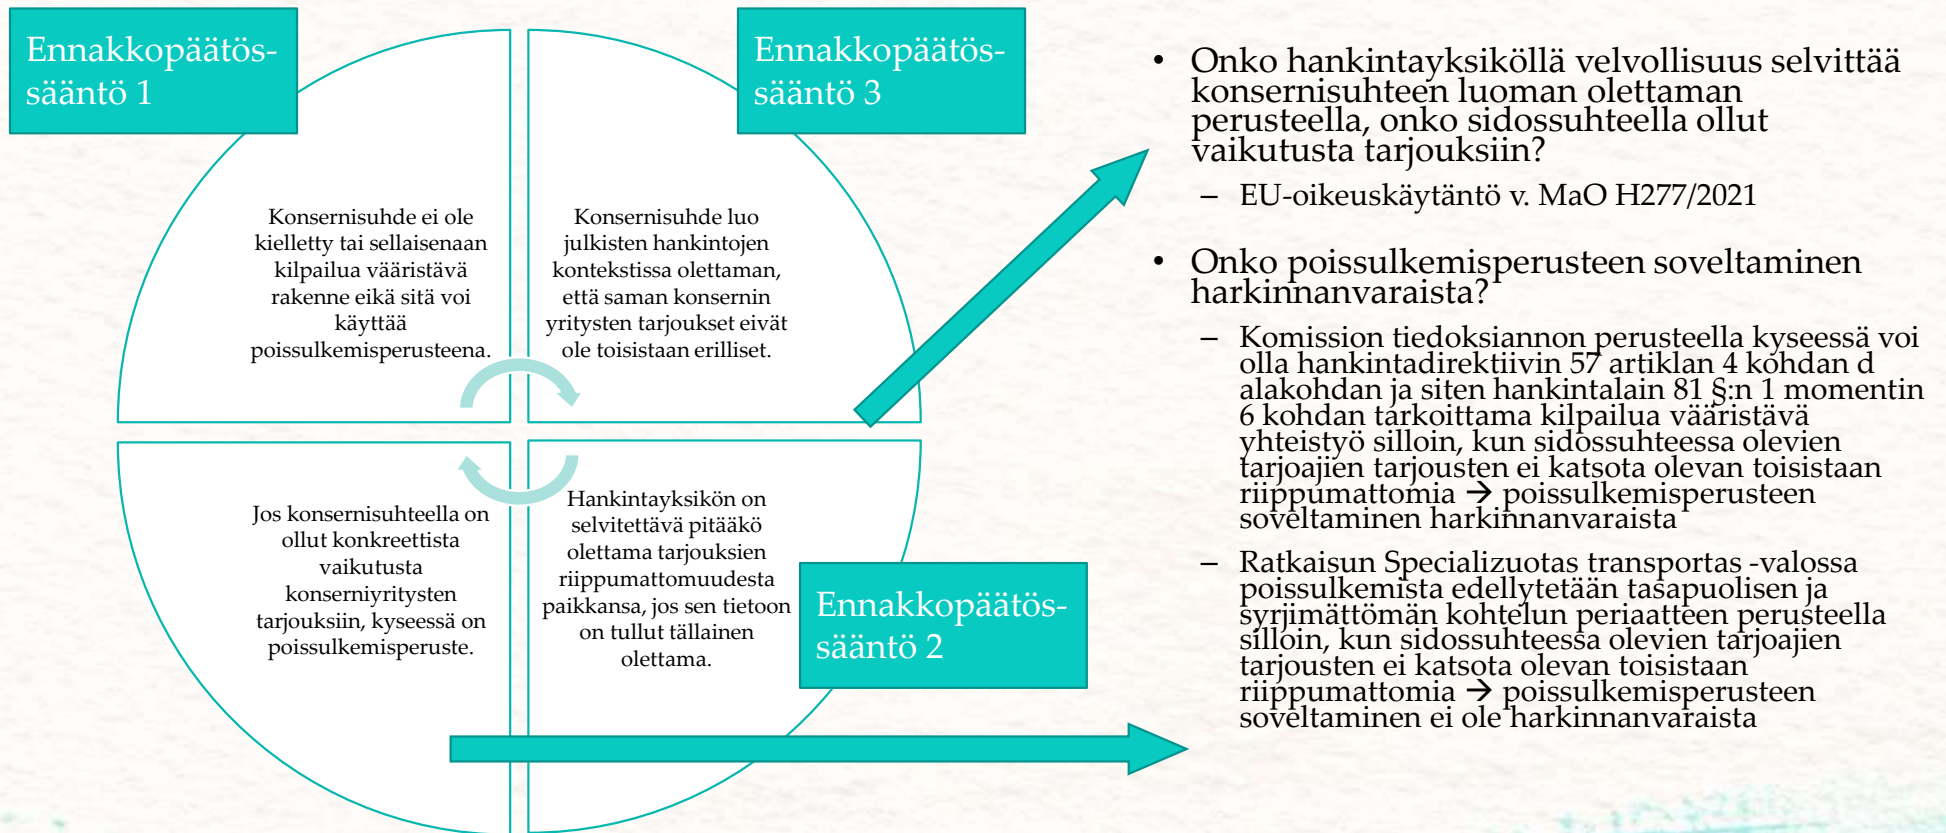 Ennakkopäätös-
sääntö 1
Konsernisuhde ei ole
kielletty tai sellaisenaan
kilpailua vääristävä
rakenne eikä sitä voi
käyttää
poissulkemisperusteena.
Ennakkopäätös-
sääntö 3
Konsernisuhde luo
julkisten hankintojen
kontekstissa olettaman,
että saman konsernin
yritysten tarjoukset eivät
ole toisistaan erilliset.
Jos konsernisuhteella on
ollut konkreettista
vaikutusta
konserniyritysten
tarjouksiin, kyseessä on
poissulkemisperuste.
Hankintayksikön on
selvitettävä pitääkö
olettama tarjouksien
riippumattomuudesta
paikkansa, jos sen tietoon
on tullut tällainen
olettama.
Ennakkopäätös-
sääntö 2
• Onko hankintayksiköllä velvollisuus selvittää
konsernisuhteen luoman olettaman
perusteella, onko sidossuhteella ollut
vaikutusta tarjouksiin?
– EU-oikeuskäytäntö v. MaO H277/2021
• Onko poissulkemisperusteen soveltaminen
harkinnanvaraista?
– Komission tiedoksiannon perusteella kyseessä voi
olla hankintadirektiivin 57 artiklan 4 kohdan d
alakohdan ja siten hankintalain 81 §:n 1 momentin
6 kohdan tarkoittama kilpailua vääristävä
yhteistyö silloin, kun sidossuhteessa olevien
tarjoajien tarjousten ei katsota olevan toisistaan
riippumattomia → poissulkemisperusteen
soveltaminen harkinnanvaraista
– Ratkaisun Specializuotas transportas -valossa
poissulkemista edellytetään tasapuolisen ja
syrjimättömän kohtelun periaatteen perusteella
silloin, kun sidossuhteessa olevien tarjoajien
tarjousten ei katsota olevan toisistaan
riippumattomia → poissulkemisperusteen
soveltaminen ei ole harkinnanvaraista